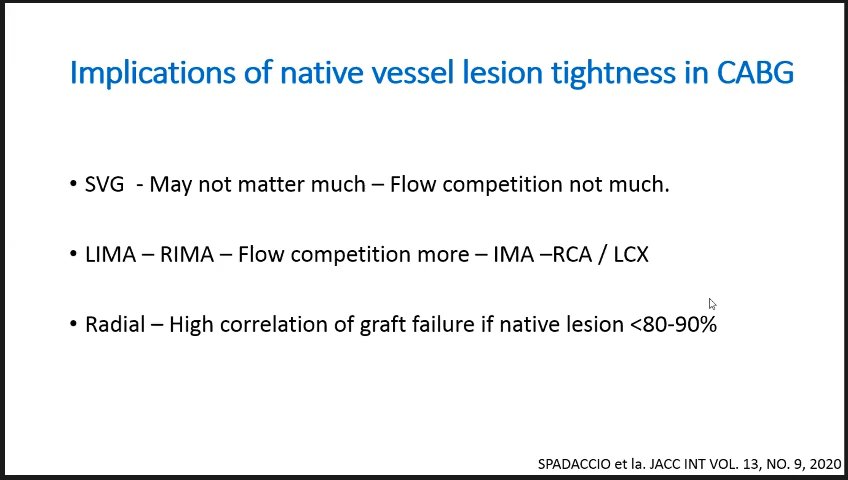 Implications of native vessel lesion tightness in CABG
• SVG  - May not matter much – Flow competition not much.
• LIMA – RIMA – Flow competition more – IMA –RCA / LCX
• Radial – High correlation of graft failure if native lesion <80-90%
SPADACCIO et la. JACC INT VOL. 13, NO. 9, 2020